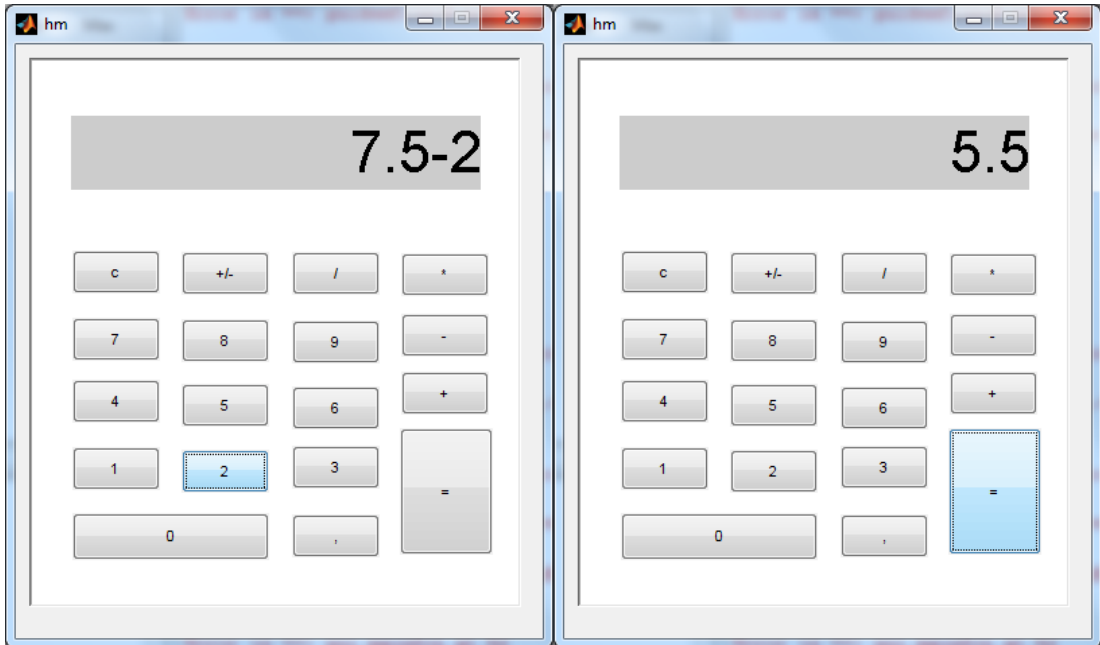 hm
7.5-2
c +/- / *
7 8 9 -
4 5 6 +
1 2 3
=
0 ,
hm
5.5
c +/- / *
7 8 9 -
4 5 6 +
1 2 3
=
0 ,